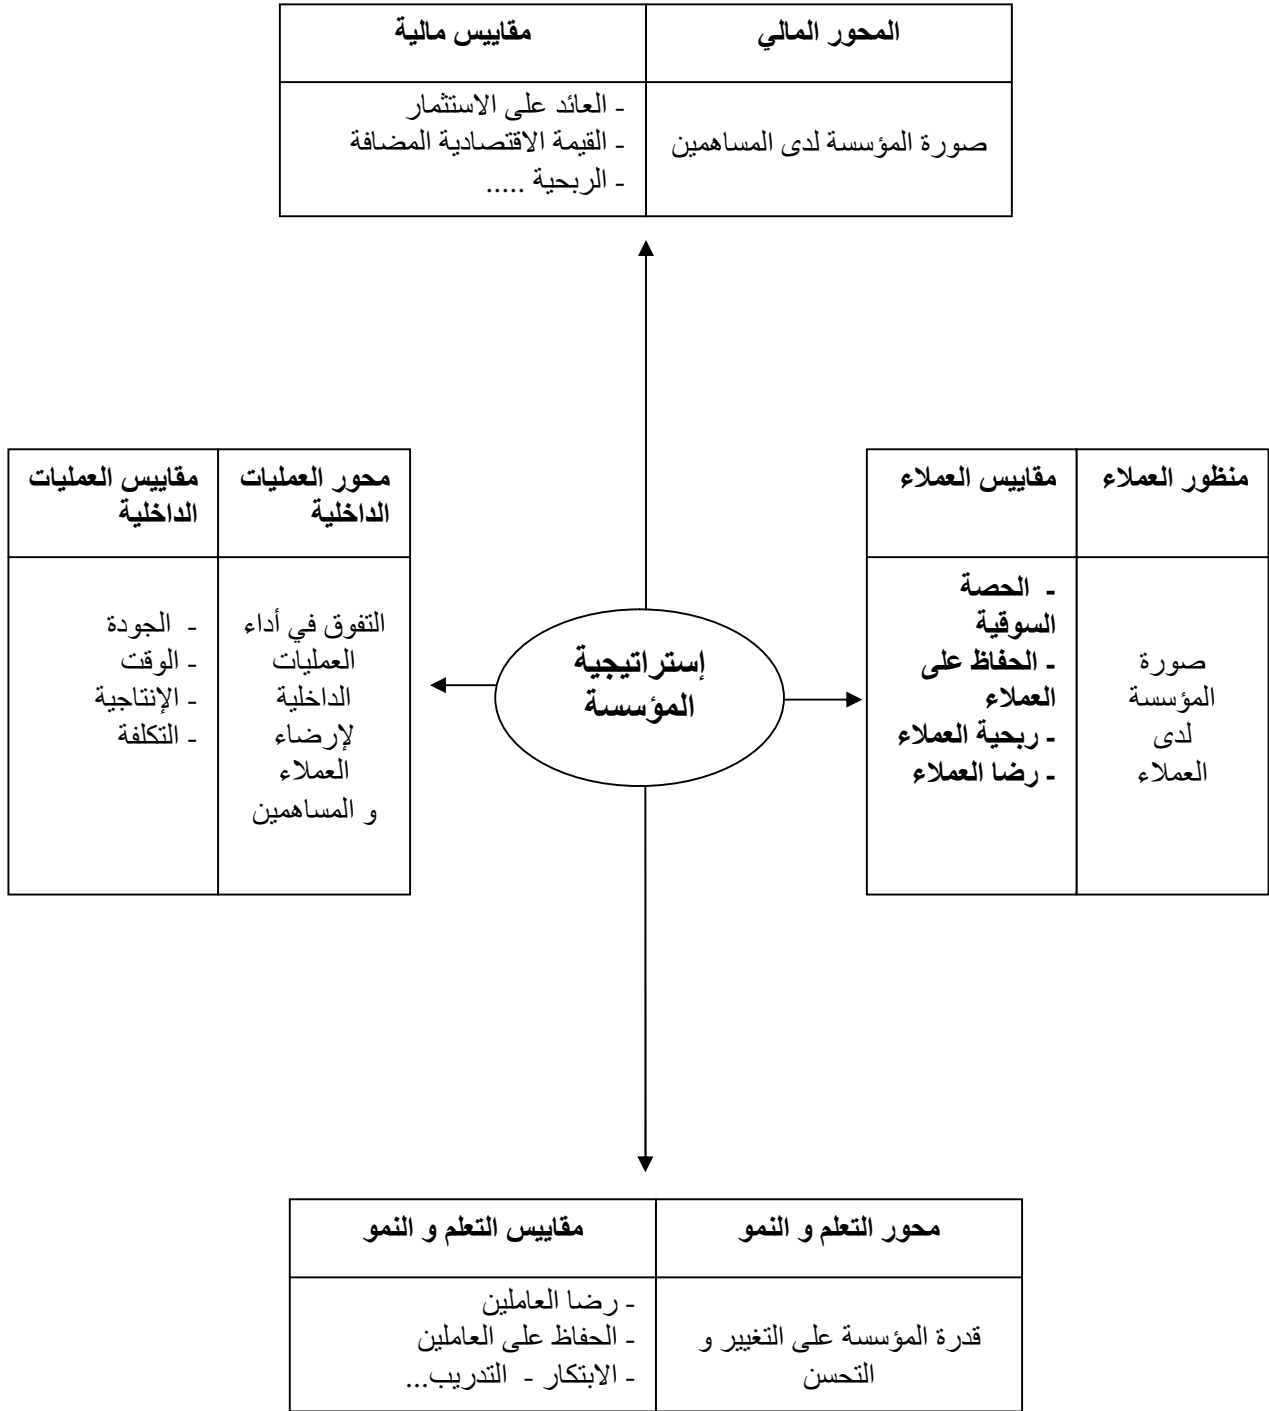 المحور المالي
مقاييس مالية
صورة المؤسسة لدى المساهمين
- العائد على الاستثمار
- القيمة الاقتصادية المضافة
- الربحية .....
منظور العملاء
مقاييس العملاء
صورة
المؤسسة
لدى
العملاء
- الحصة
السوقية
- الحفاظ على
العملاء
- ربحية العملاء
- رضا العملاء
إستراتيجية
المؤسسة
محور العمليات
الداخلية
مقاييس العمليات
الداخلية
التفوق في أداء
العمليات
الداخلية
لإرضاء
العملاء
و المساهمين
- الجودة
- الوقت
- الإنتاجية
- التكلفة
محور التعلم و النمو
مقاييس التعلم و النمو
قدرة المؤسسة على التغيير و
التحسن
- رضا العاملين
- الحفاظ على العاملين
- الابتكار - التدريب...